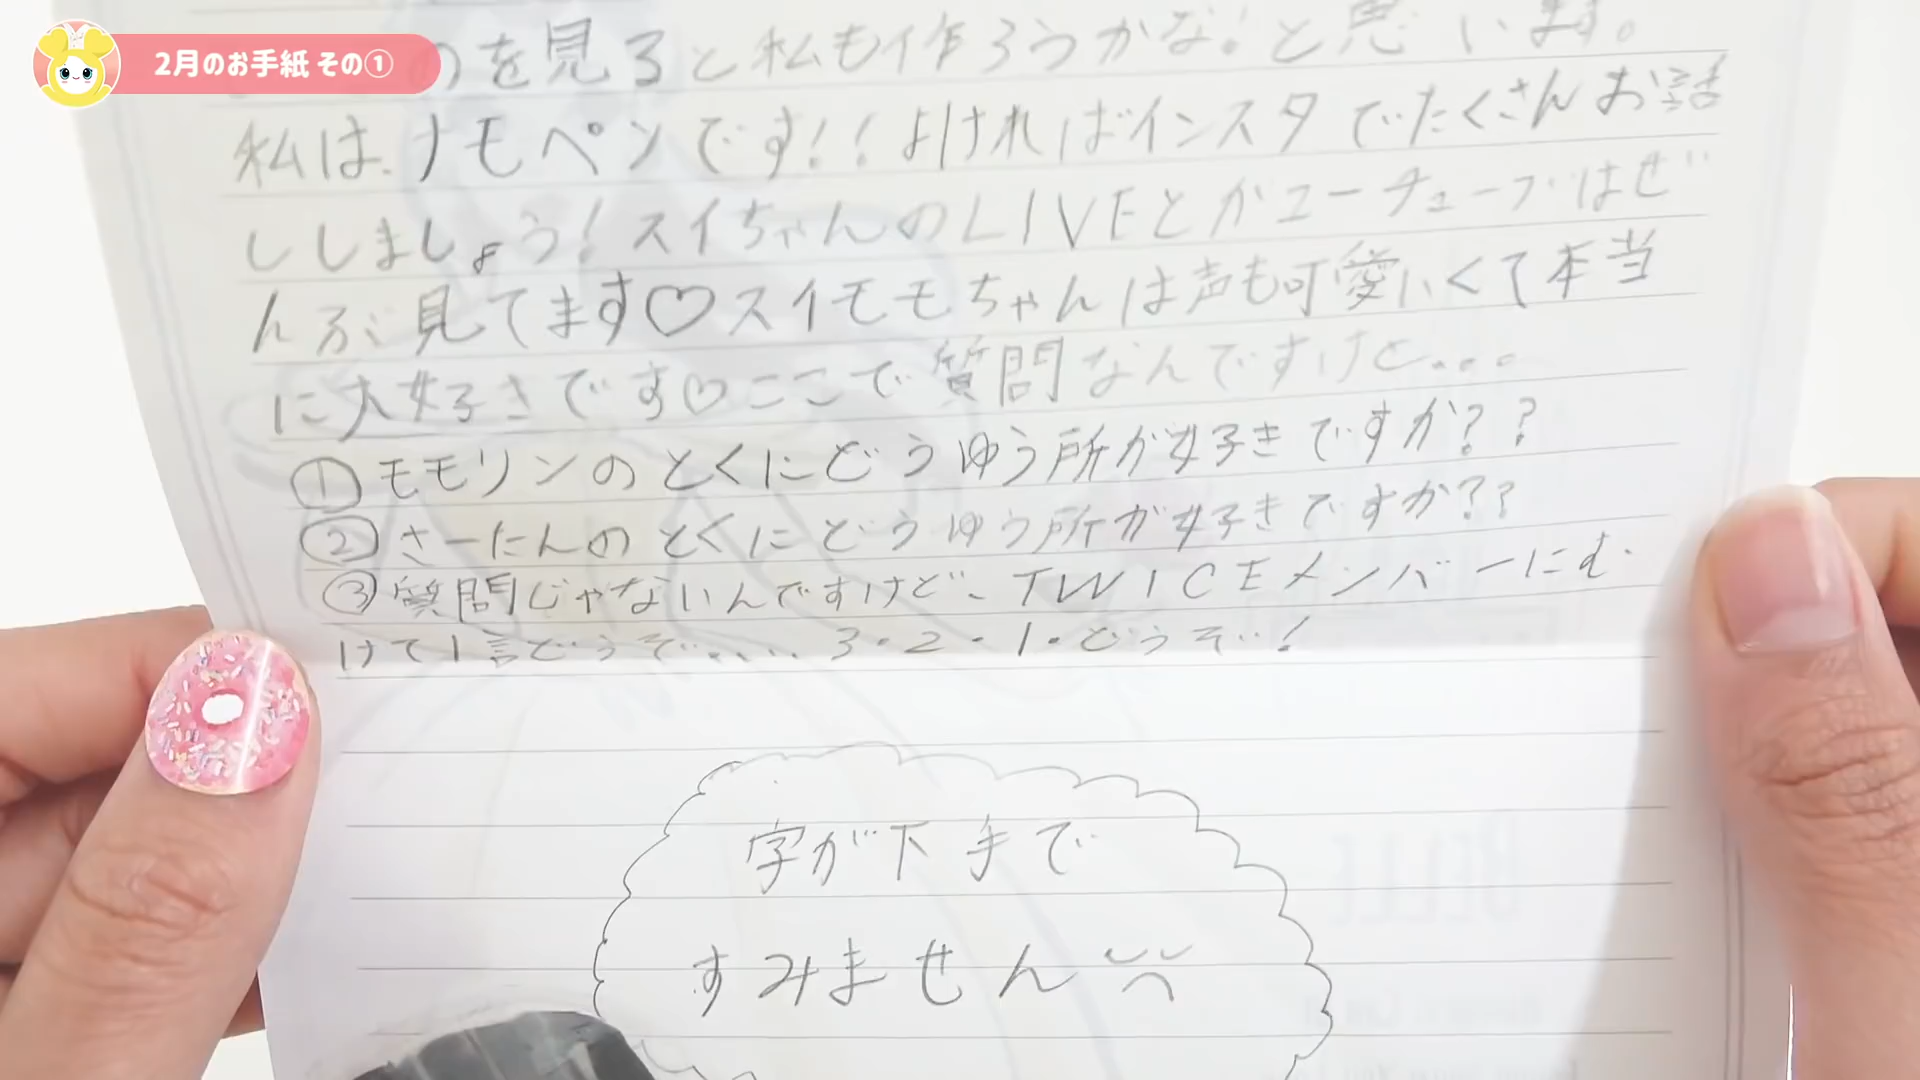 2月のお手紙 その①
のを見ると私も作ろうかな!と思います。
私は、ナモペンです!!よければインスタでたくさんお話
ししましょう!スイちゃんのLIVEとかユーチューブはぜ
んぶ見てます♡スイモモちゃんは声も可愛いくて本当
に大好きです♡ここで質問なんですけど...
①モモリンのとくにどうゆう所が好きですか??
②さーたんのとくにどうゆう所が好きですか??
③質問じゃないんですけど、TWICEメンバーにむ
けて1言どうぞ.....3・2・1・どうぞ!
字が下手で
すみません